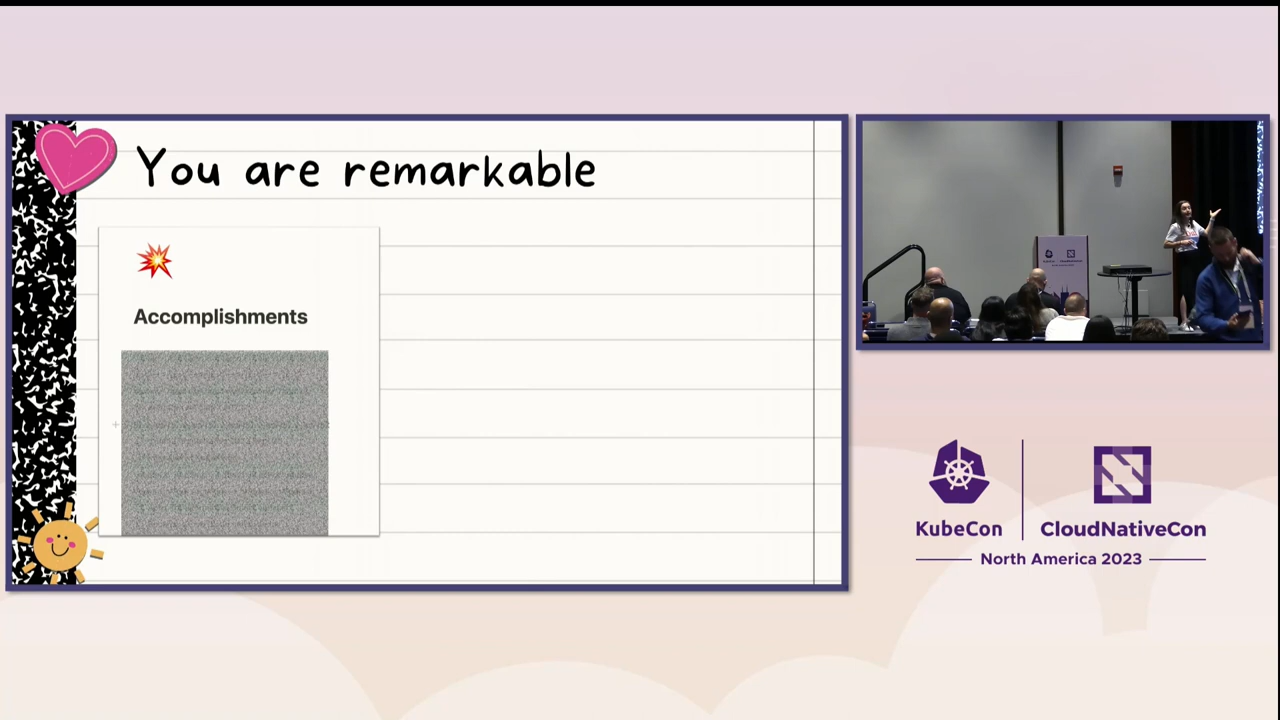 You are remarkable
Accomplishments
KubeCon
CloudNativeCon
North America 2023